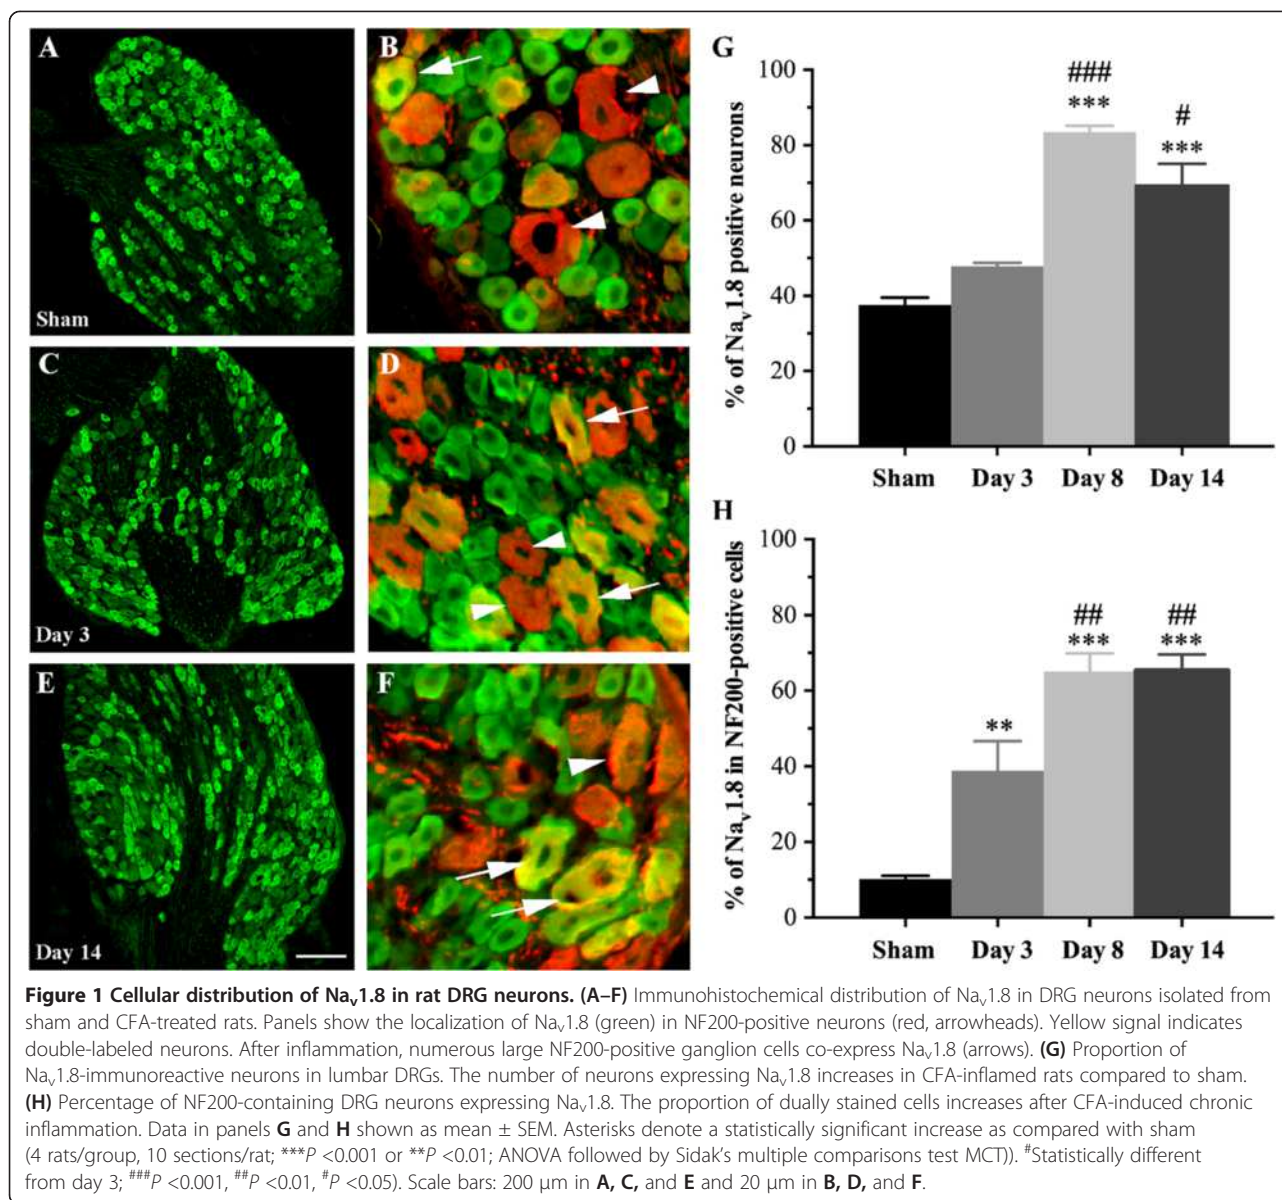 A
B
Sham
C
D
Day 3
E
F
Day 14
G
% of Nav1.8 positive neurons
100
80
60
40
20
0
###
***
#
***
Sham Day 3 Day 8 Day 14
H
% of Nav1.8 in NF200-positive cells
100
80
60
40
20
0
**
##
***
##
***
Sham Day 3 Day 8 Day 14
Figure 1 Cellular distribution of Nav1.8 in rat DRG neurons. (A–F) Immunohistochemical distribution of Nav1.8 in DRG neurons isolated from
sham and CFA-treated rats. Panels show the localization of Nav1.8 (green) in NF200-positive neurons (red, arrowheads). Yellow signal indicates
double-labeled neurons. After inflammation, numerous large NF200-positive ganglion cells co-express Nav1.8 (arrows). (G) Proportion of
Nav1.8-immunoreactive neurons in lumbar DRGs. The number of neurons expressing Nav1.8 increases in CFA-inflamed rats compared to sham.
(H) Percentage of NF200-containing DRG neurons expressing Nav1.8. The proportion of dually stained cells increases after CFA-induced chronic
inflammation. Data in panels G and H shown as mean ± SEM. Asterisks denote a statistically significant increase as compared with sham
(4 rats/group, 10 sections/rat; ***P <0.001 or **P <0.01; ANOVA followed by Sidak's multiple comparisons test MCT)). #Statistically different
from day 3; ###P <0.001, ##P <0.01, #P <0.05). Scale bars: 200 μm in A, C, and E and 20 μm in B, D, and F.